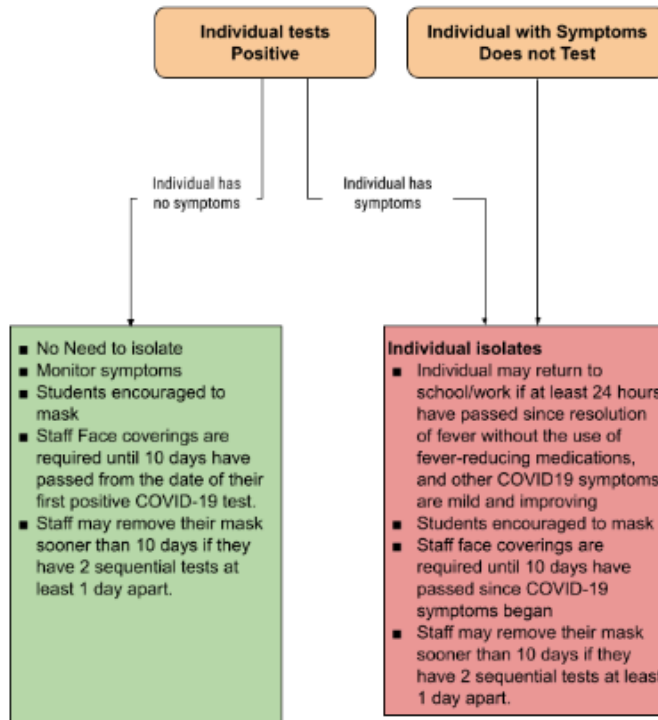 Individual tests
Positive
Individual with Symptoms
Does not Test
Individual has
no symptoms
Individual has
symptoms
■ No Need to isolate
■ Monitor symptoms
■ Students encouraged to
mask
■ Staff Face coverings are
required until 10 days have
passed from the date of their
first positive COVID-19 test.
■ Staff may remove their mask
sooner than 10 days if they
have 2 sequential tests at
least 1 day apart.
Individual isolates
■ Individual may return to
school/work if at least 24 hours
have passed since resolution
of fever without the use of
fever-reducing medications,
and other COVID19 symptoms
are mild and improving
■ Students encouraged to mask
■ Staff face coverings are
required until 10 days have
passed since COVID-19
symptoms began
■ Staff may remove their mask
sooner than 10 days if they
have 2 sequential tests at least
1 day apart.